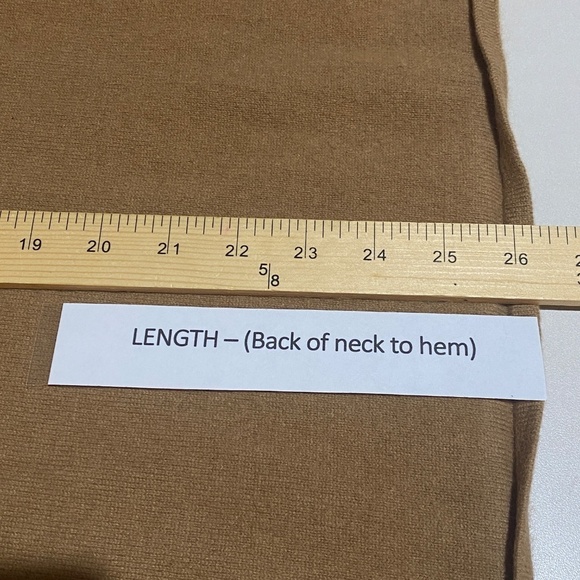 19 20 21 22 23 24 25 26
5/8
LENGTH – (Back of neck to hem)